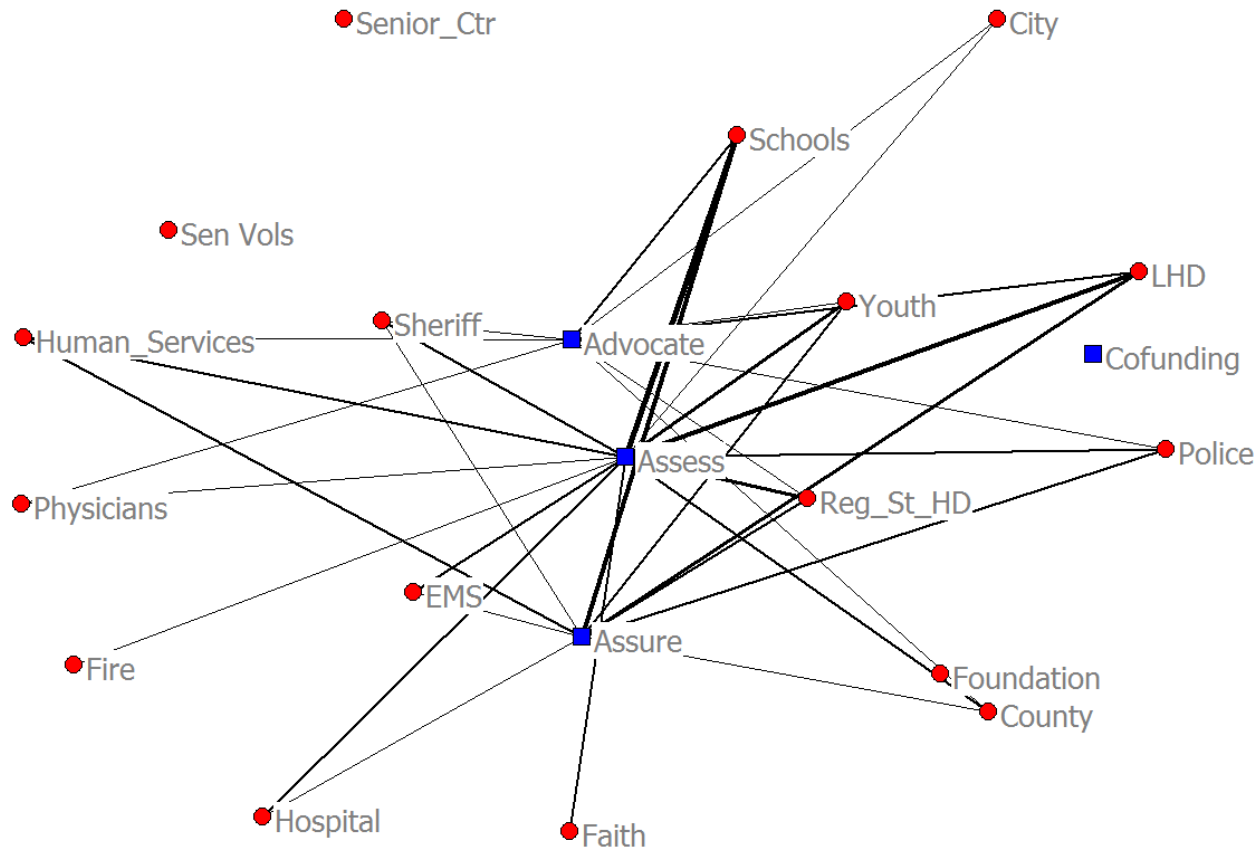 Senior_Ctr
City
Schools
Sen Vols
LHD
Youth
Sheriff
Human_Services
Advocate
Cofunding
Police
Assess
Reg_St_HD
Physicians
EMS
Assure
Fire
Foundation
County
Hospital
Faith